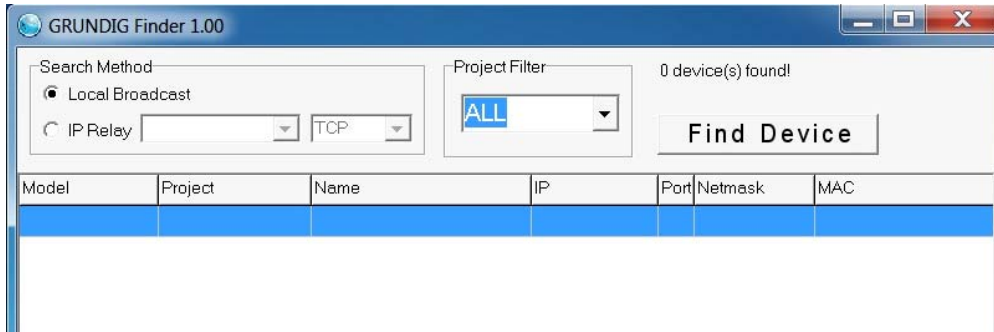 GRUNDIG Finder 1.00
Search Method
Local Broadcast
IP Relay
TCP
Project Filter
ALL
0 device(s) found!
Find Device
Model Project Name IP Port Netmask MAC